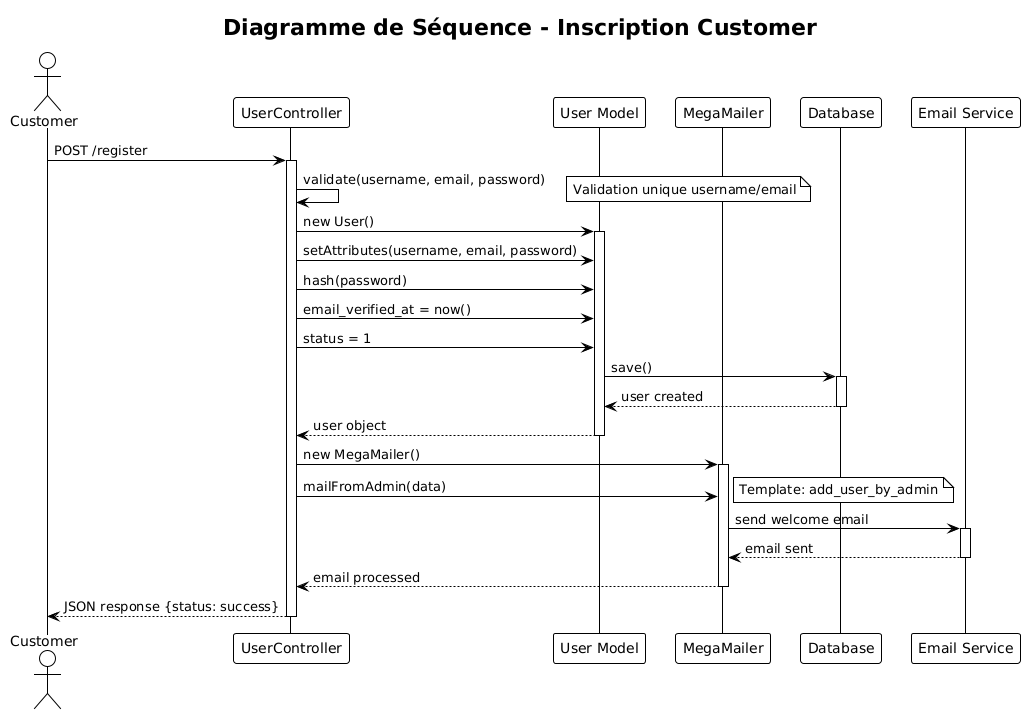 Diagramme de Séquence - Inscription Customer
Customer
UserController
User Model
MegaMailer
Database
Email Service
POST /register
validate(username, email, password)
Validation unique username/email
new User()
setAttributes(username, email, password)
hash(password)
email_verified_at = now()
status = 1
save()
user created
user object
new MegaMailer()
mailFromAdmin(data)
Template: add_user_by_admin
send welcome email
email sent
email processed
JSON response {status: success}
Customer
UserController
User Model
MegaMailer
Database
Email Service